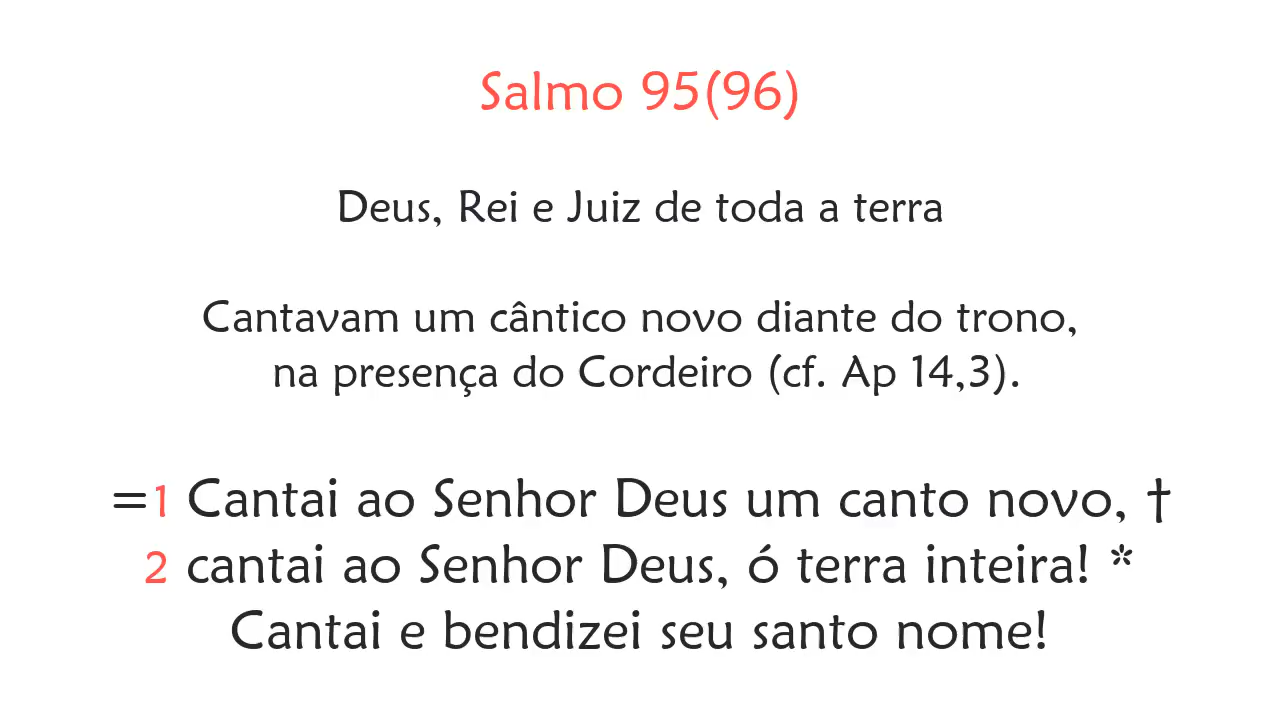 Salmo 95(96)
Deus, Rei e Juiz de toda a terra
Cantavam um cântico novo diante do trono,
na presença do Cordeiro (cf. Ap 14,3).
=1 Cantai ao Senhor Deus um canto novo, †
2 cantai ao Senhor Deus, ó terra inteira! *
Cantai e bendizei seu santo nome!